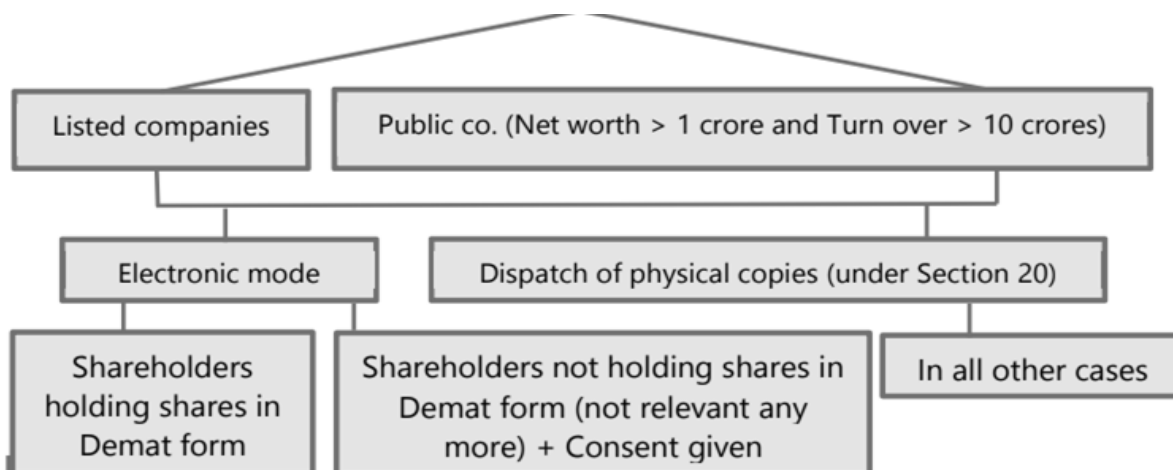 Listed companies
Public co. (Net worth > 1 crore and Turn over > 10 crores)
Electronic mode
Dispatch of physical copies (under Section 20)
Shareholders
holding shares in
Demat form
Shareholders not holding shares in
Demat form (not relevant any
more) + Consent given
In all other cases